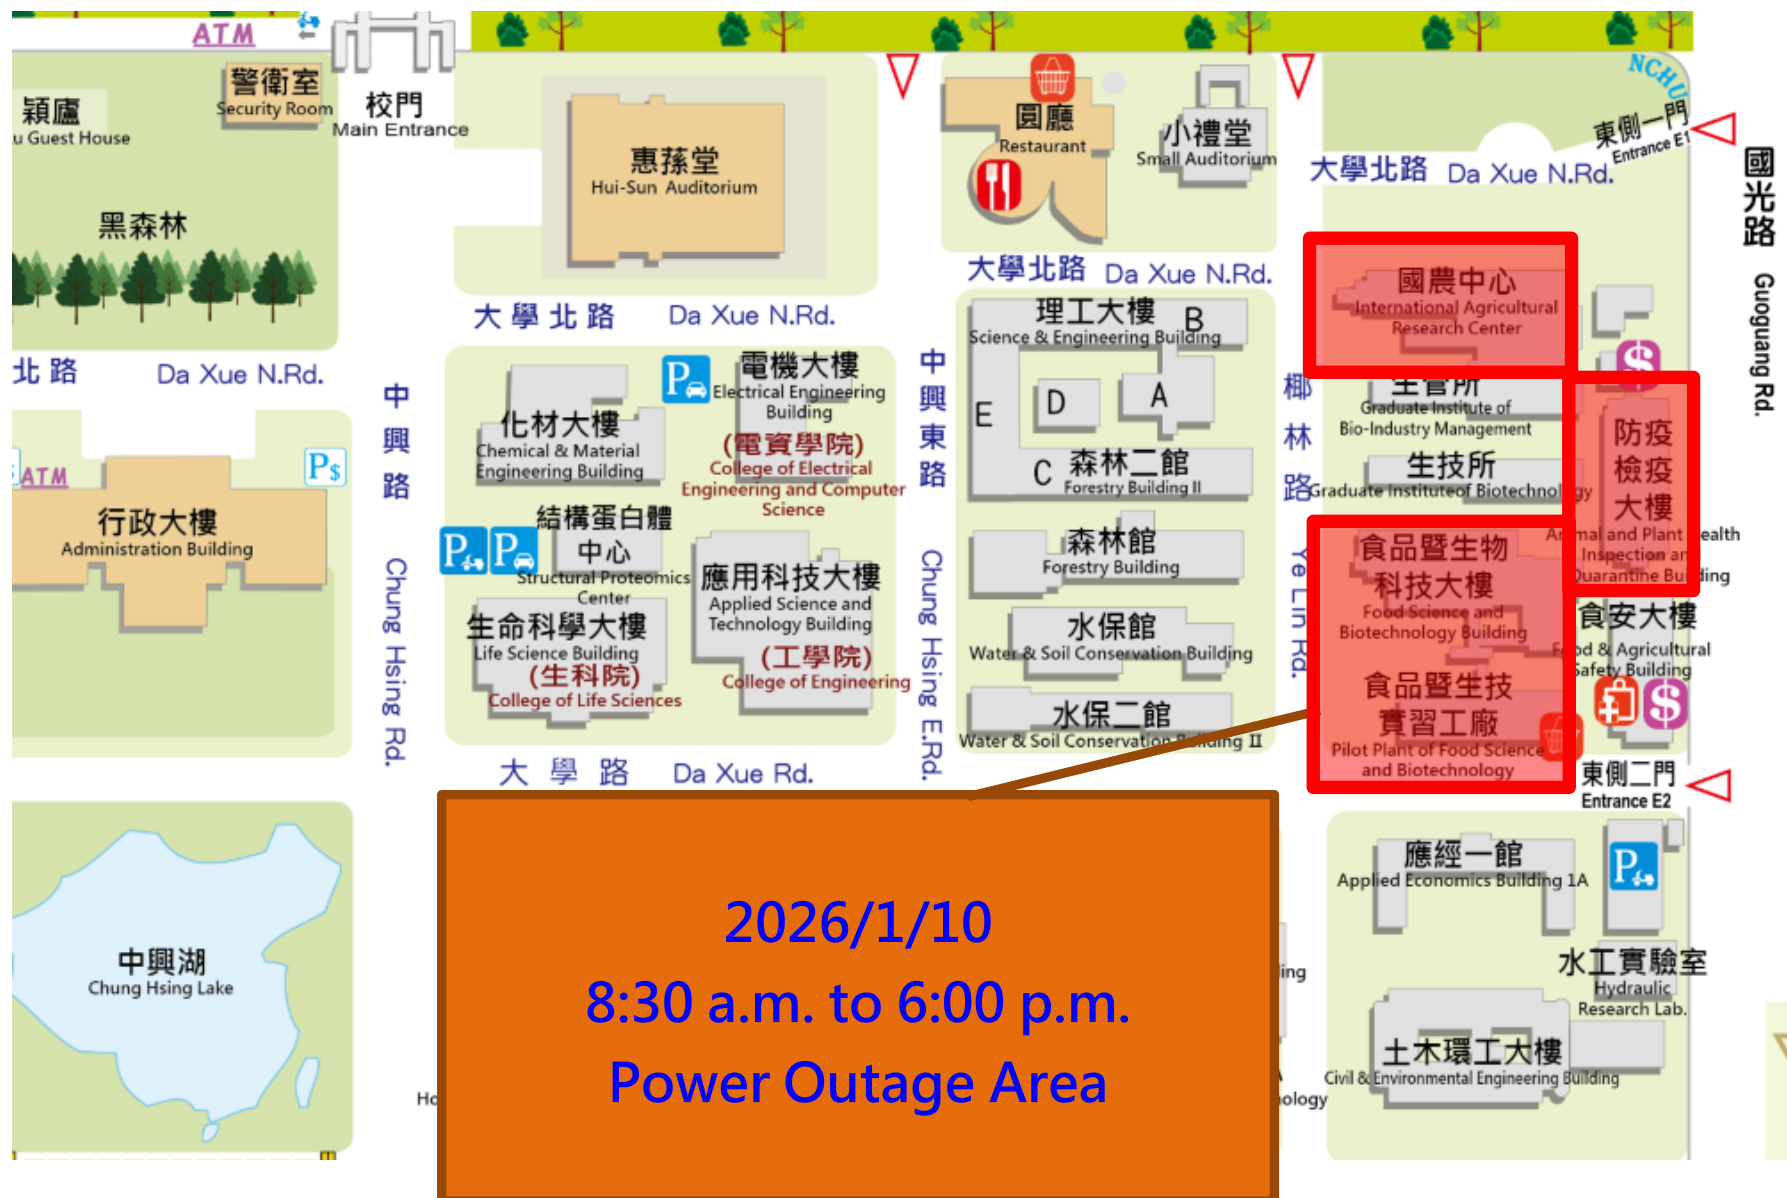 ATM
警衛室
Security Room
校門
Main Entrance
穎廬
u Guest House
黑森林
惠蓀堂
Hui-Sun Auditorium
圓廳
Restaurant
小禮堂
Small Auditorium
NCHU
東側一門
Entrance E1
大學北路 Da Xue N.Rd.
國光路 Guoguang Rd.
大學北路 Da Xue N.Rd.
大學北路 Da Xue N.Rd.
北路 Da Xue N.Rd.
國農中心
International Agricultural
Research Center
生管所
Graduate Institute of
Bio-Industry Management
生技所
Graduate Instituteof Biotechnology
防疫
檢疫
大樓
Animal and Plant Health
Inspection an
Quarantine Building
理工大樓
Science & Engineering Building
A
B
C
D
E
森林二館
Forestry Building II
森林館
Forestry Building
水保館
Water & Soil Conservation Building
水保二館
Water & Soil Conservation Building II
中興東路 Chung Hsing E.Rd.
椰林路 Ye Lin Rd.
中興路 Chung Hsing Rd.
P
電機大樓
Electrical Engineering
Building
(電資學院)
College of Electrical
Engineering and Computer
Science
化材大樓
Chemical & Material
Engineering Building
結構蛋白體
中心
Structural Proteomics
Center
P
P
應用科技大樓
Applied Science and
Technology Building
(工學院)
College of Engineering
生命科學大樓
Life Science Building
(生科院)
College of Life Sciences
ATM
P$
行政大樓
Administration Building
食品暨生物
科技大樓
Food Science and
Biotechnology Building
食品暨生技
實習工廠
Pilot Plant of Food Science
and Biotechnology
$
食安大樓
Food & Agricultural
Safety Building
$
東側二門
Entrance E2
大學路 Da Xue Rd.
中興湖
Chung Hsing Lake
應經一館
Applied Economics Building 1A
P
水工實驗室
Hydraulic
Research Lab.
土木環工大樓
Civil & Environmental Engineering Building
ing
Ho
nology
2026/1/10
8:30 a.m. to 6:00 p.m.
Power Outage Area